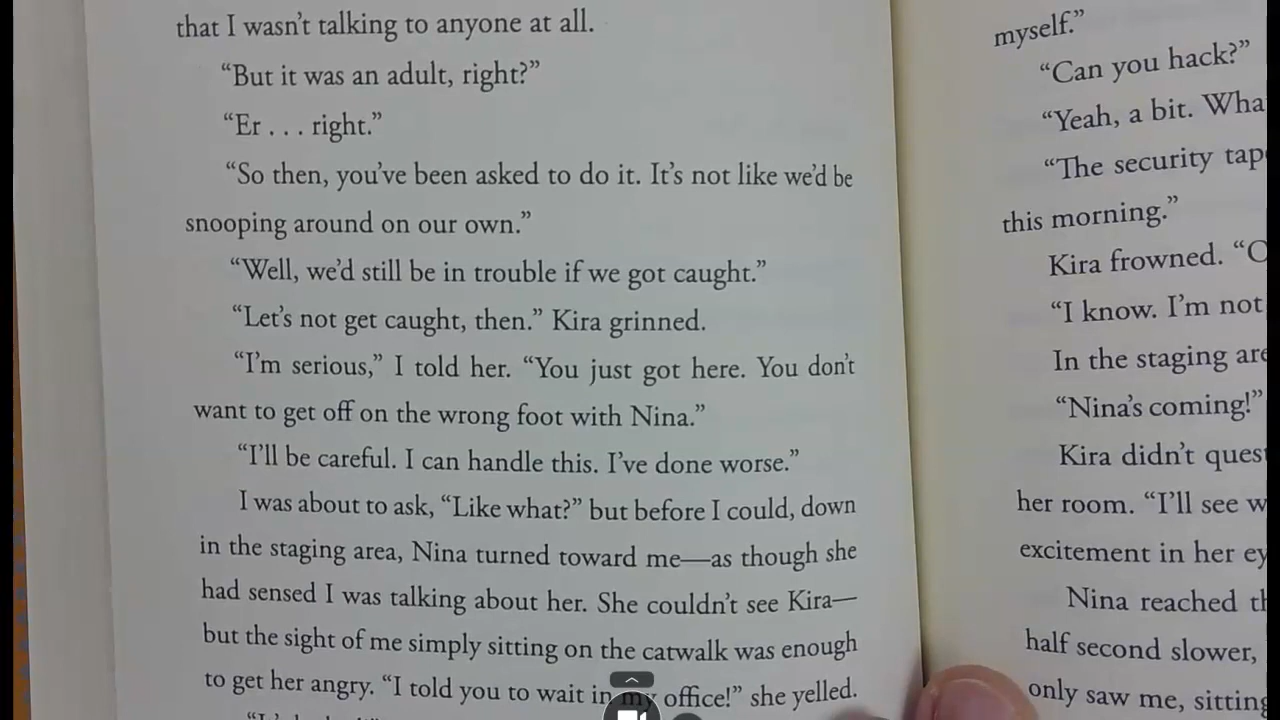 that I wasn't talking to anyone at all.
“But it was an adult, right?”
“Er . . . right.”
“So then, you've been asked to do it. It's not like we'd be
snooping around on our own.”
“Well, we'd still be in trouble if we got caught.”
“Let's not get caught, then.” Kira grinned.
“I'm serious,” I told her. “You just got here. You don't
want to get off on the wrong foot with Nina.”
“I'll be careful. I can handle this. I've done worse.”
I was about to ask, “Like what?” but before I could, down
in the staging area, Nina turned toward me—as though she
had sensed I was talking about her. She couldn't see Kira—
but the sight of me simply sitting on the catwalk was enough
to get her angry. “I told you to wait in my office!” she yelled.
myself.”
“Can you hack?”
“Yeah, a bit.
“The security
this morning.”
Kira frowned.
“I know. I'm not
In the staging
“Nina's coming!”
Kira didn't
her room. “I'll see
excitement in her
Nina reached
half second slower,
only saw me,